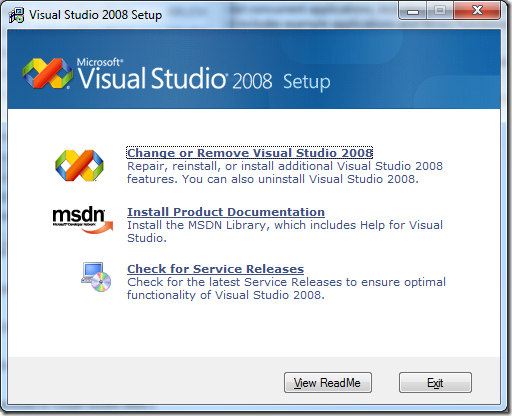 Visual Studio 2008 Setup
Microsoft®
Visual Studio® 2008 Setup
Change or Remove Visual Studio 2008
Repair, reinstall, or install additional Visual Studio 2008
features. You can also uninstall Visual Studio 2008.
msdn
Microsoft Developer Network
Install Product Documentation
Install the MSDN Library, which includes Help for Visual
Studio.
Check for Service Releases
Check for the latest Service Releases to ensure optimal
functionality of Visual Studio 2008.
View ReadMe
Exit